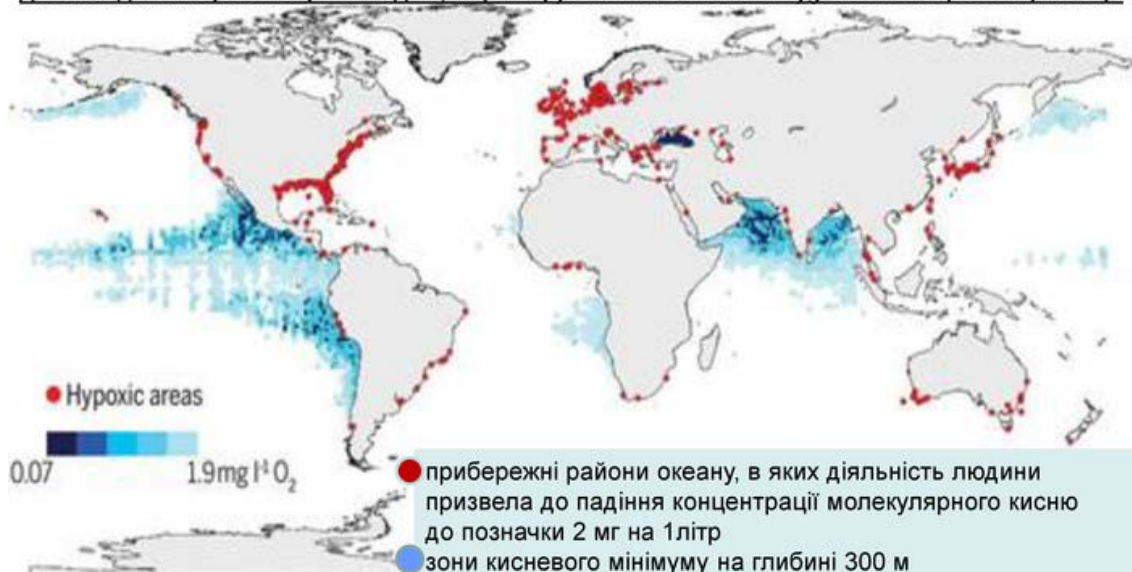 Hypoxic areas
0.07 1.9mg l⁻¹ O₂
прибережні райони океану, в яких діяльність людини
призвела до падіння концентрації молекулярного кисню
до позначки 2 мг на 1літр
зони кисневого мінімуму на глибині 300 м